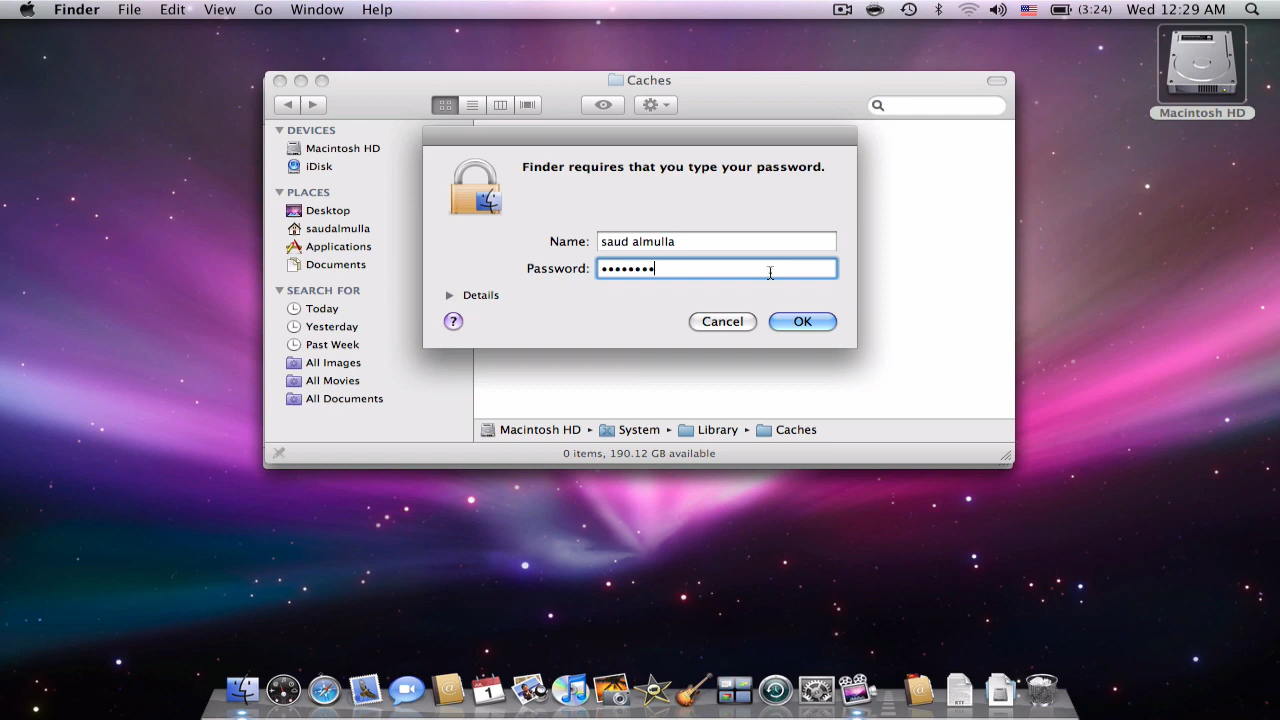 Finder File Edit View Go Window Help (3:24) Wed 12:29 AM
Macintosh HD
Caches
DEVICES
Macintosh HD
iDisk
PLACES
Desktop
saudalmulla
Applications
Documents
SEARCH FOR
Today
Yesterday
Past Week
All Images
All Movies
All Documents
Finder requires that you type your password.
Name: saud almulla
Password: ••••••••
Details
? Cancel OK
Macintosh HD ▸ System ▸ Library ▸ Caches
0 items, 190.12 GB available
1
RTF